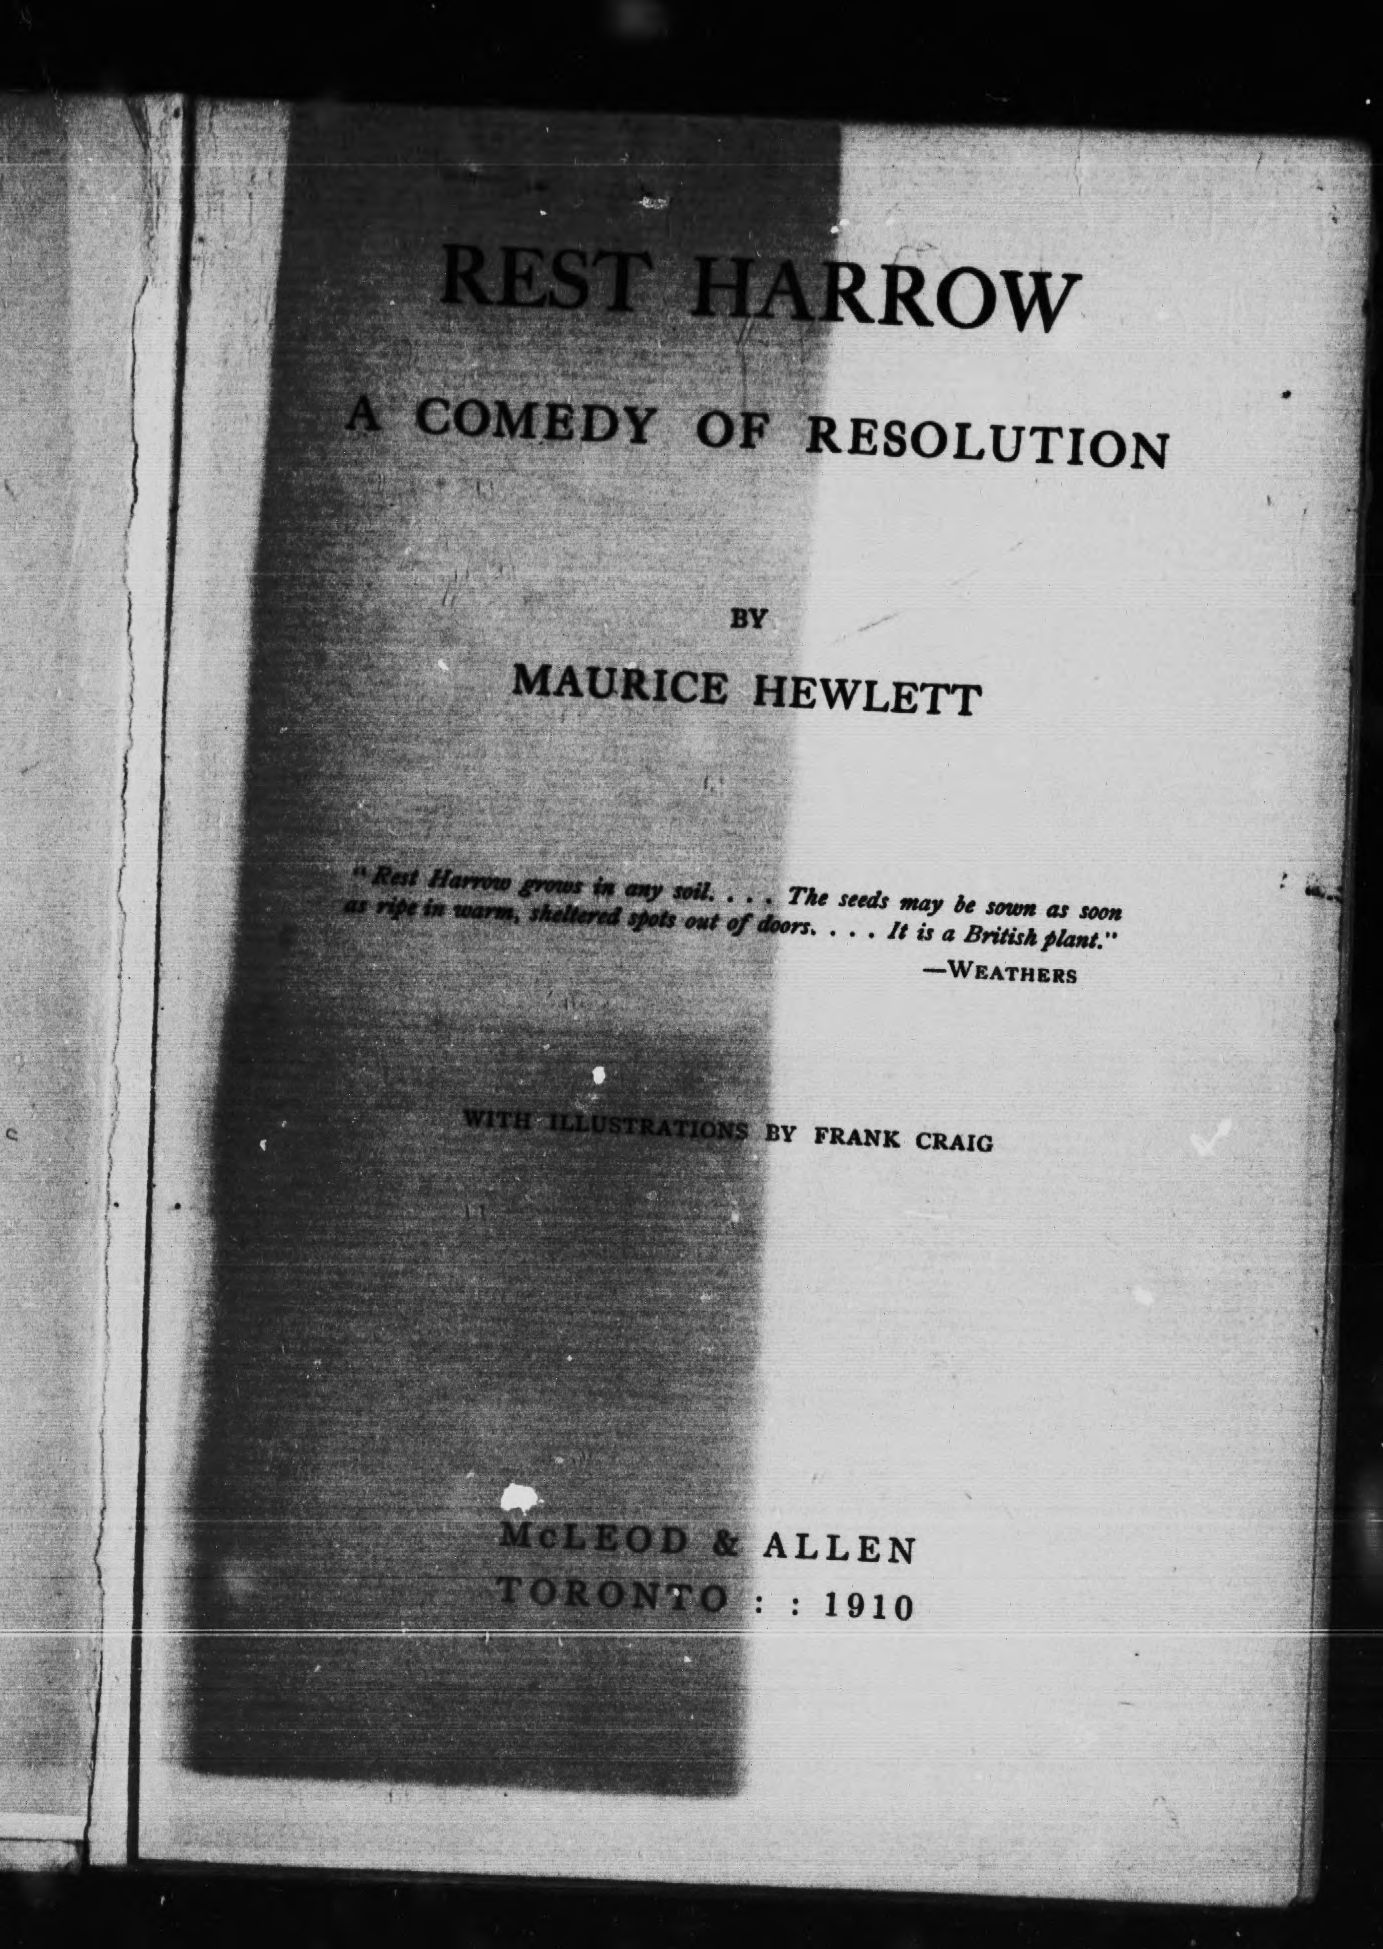 REST HARROW
A COMEDY OF RESOLUTION
BY
MAURICE HEWLETT
"Rest Harrow grows in any soil. . . . The seeds may be sown as soon
as ripe in warm, sheltered spots out of doors. . . . It is a British plant."
—WEATHERS
WITH ILLUSTRATIONS BY FRANK CRAIG
McLEOD & ALLEN
TORONTO : : 1910